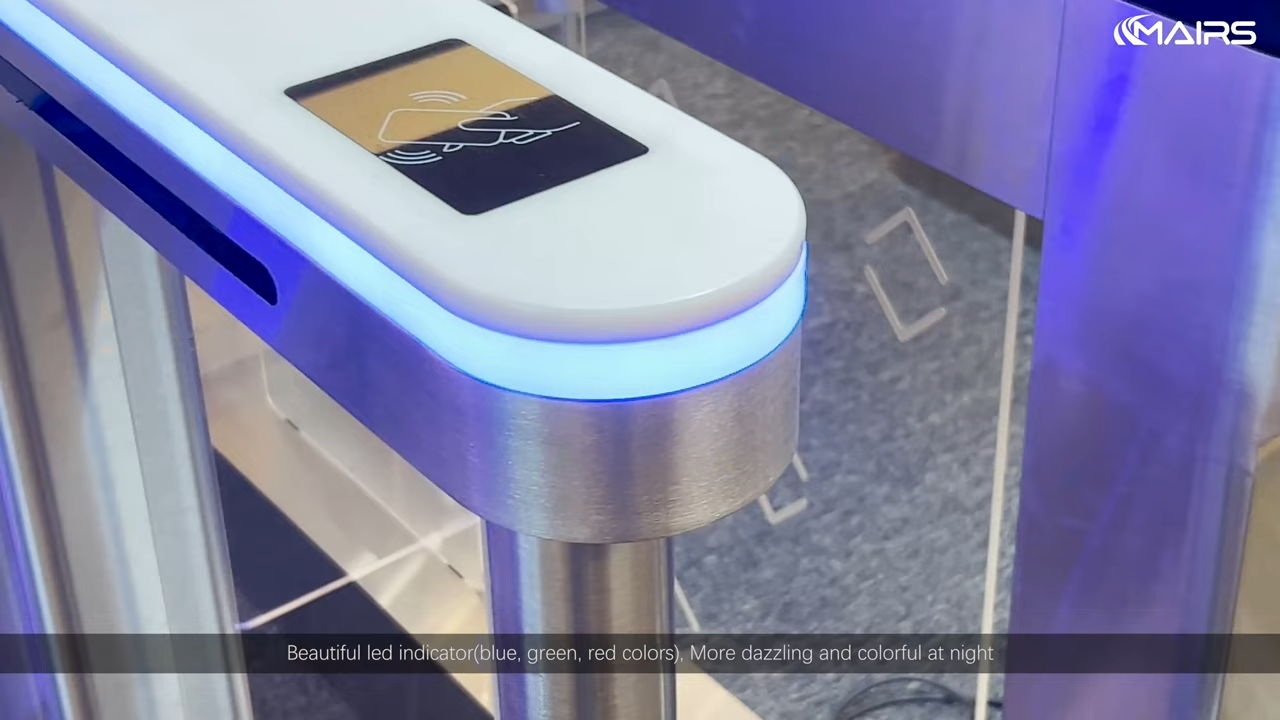 MAIRS
Beautiful led indicator(blue, green, red colors), More dazzling and colorful at night